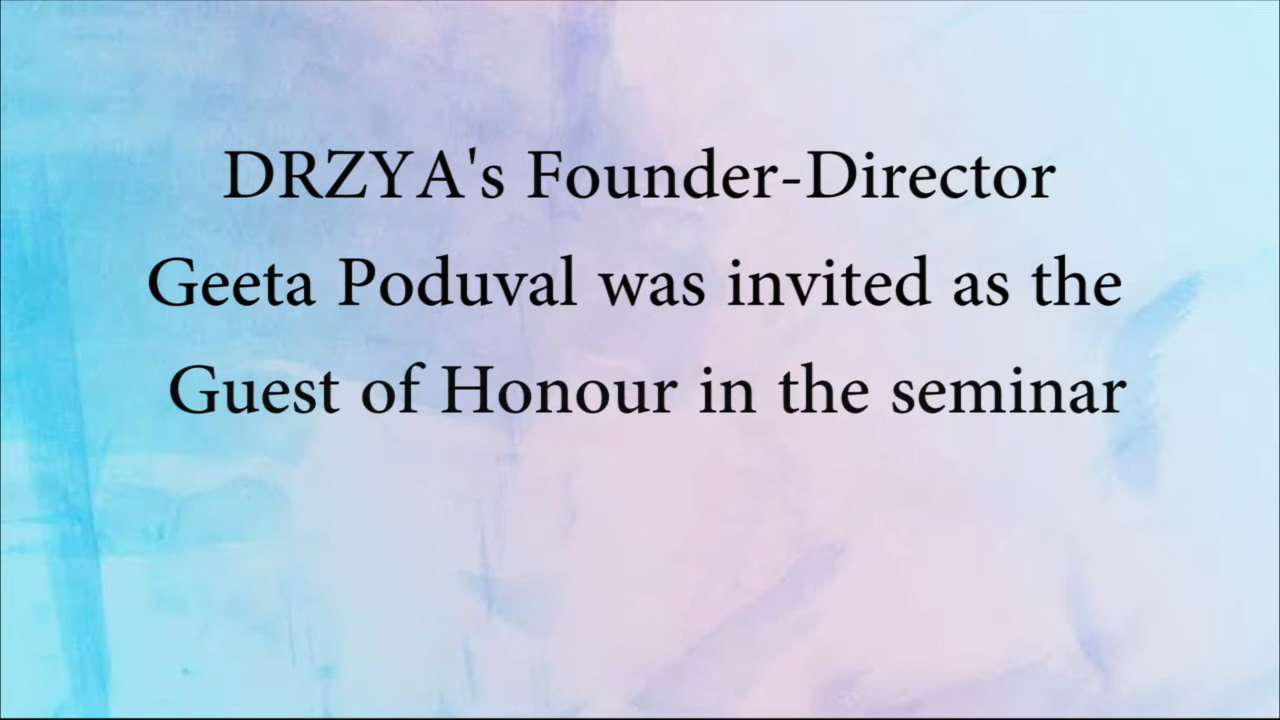 DRZYA's Founder-Director
Geeta Poduval was invited as the
Guest of Honour in the seminar